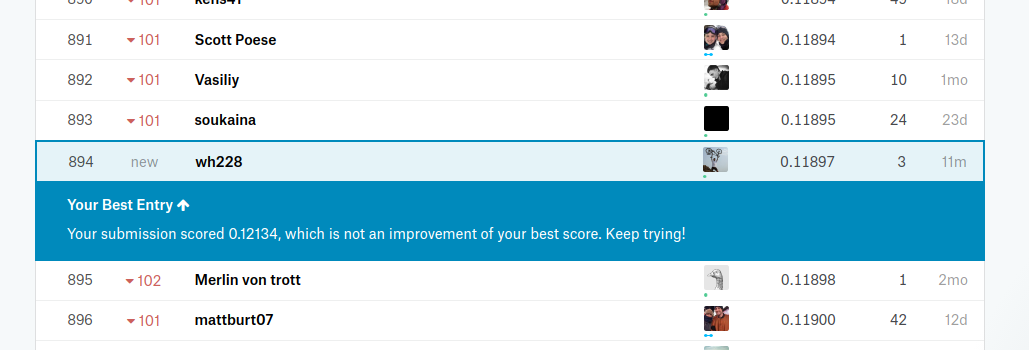 890 101 kens41 0.11894 45 18d
891 101 Scott Poese 0.11894 1 13d
892 101 Vasiliy 0.11895 10 1mo
893 101 soukaina 0.11895 24 23d
894 new wh228 0.11897 3 11m
Your Best Entry
Your submission scored 0.12134, which is not an improvement of your best score. Keep trying!
895 102 Merlin von trott 0.11898 1 2mo
896 101 mattburt07 0.11900 42 12d